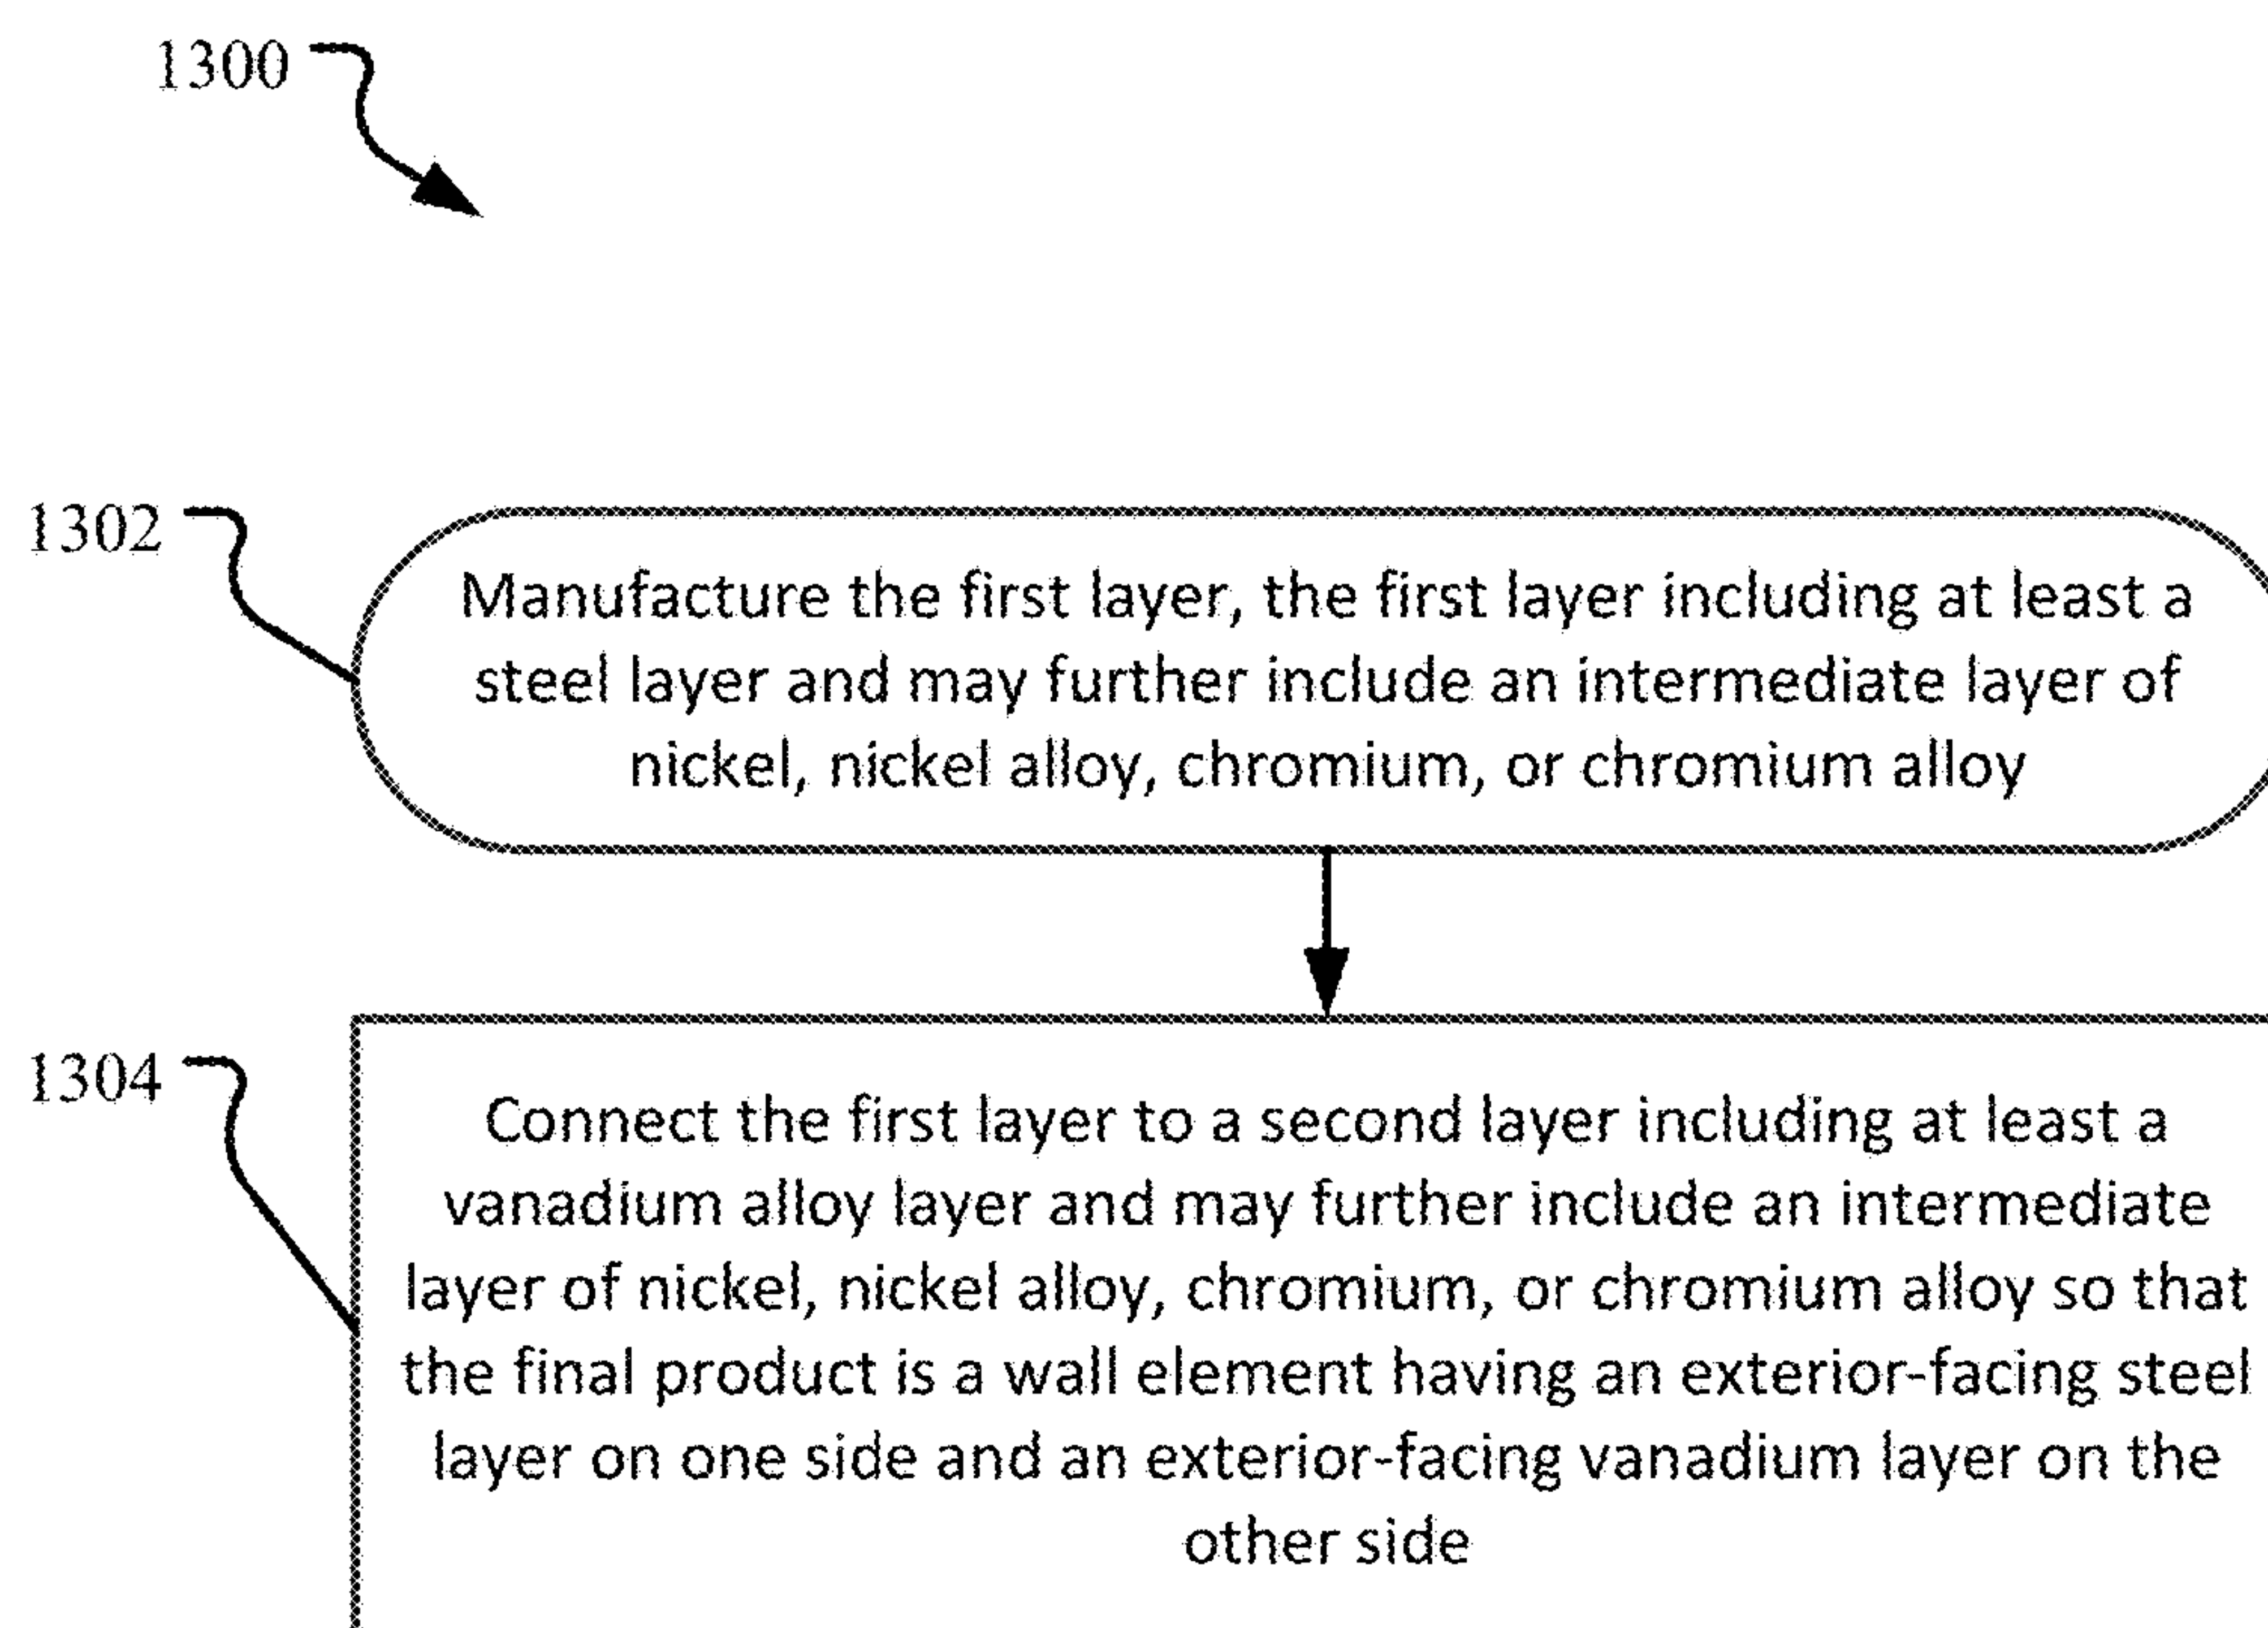 1300
1302
Manufacture the first layer, the first layer including at least a
steel layer and may further include an intermediate layer of
nickel, nickel alloy, chromium, or chromium alloy
1304
Connect the first layer to a second layer including at least a
vanadium alloy layer and may further include an intermediate
layer of nickel, nickel alloy, chromium, or chromium alloy so that
the final product is a wall element having an exterior-facing steel
layer on one side and an exterior-facing vanadium layer on the
other side